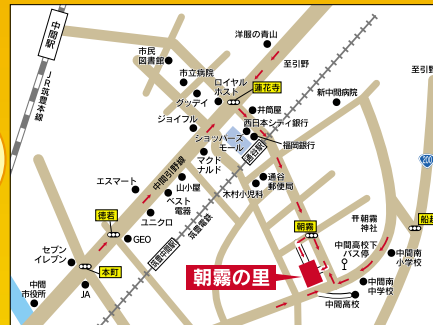 中間駅
JR筑豊本線
洋服の青山
至引野
市民
図書館
市立病院
ロイヤル
ホスト
蓮花寺
グッデイ
ジョイフル
井筒屋
新中間病院
至引野
西日本シティ銀行
ショッパーズ
モール
福岡銀行
通谷駅
200
マクド
ナルド
中間引野線
エスマート
山小屋
ベスト
電器
通谷
郵便局
木村小児科
筑豊電鉄
ユニクロ
徳若
GEO
筑豊中間駅
朝霧
朝霧
神社
船越
セブン
イレブン
本町
中間高校下
バス停
中間南
小学校
朝霧の里
中間南
中学校
中間
市役所
JA
中間高校